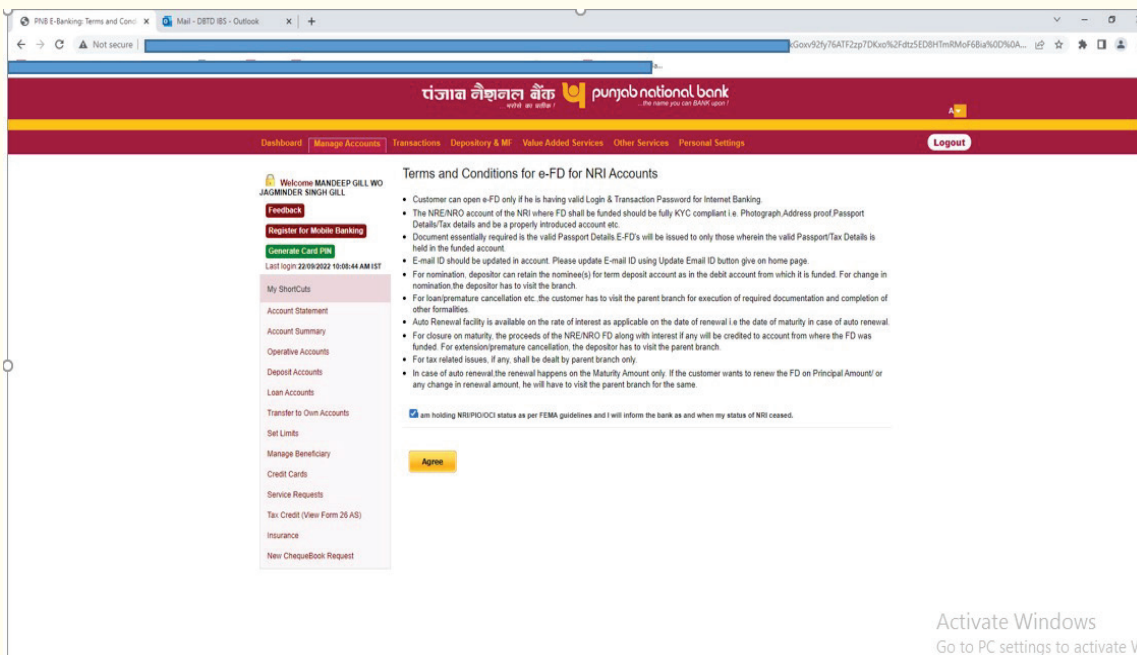 PNB E-Banking: Terms and Condi
Mail - DBTD IBS - Outlook
Not secure
पंजाब नैशनल बैंक
...भरोसे का प्रतीक !
punjab national bank
...the name you can BANK upon !
Dashboard Manage Accounts Transactions Depository & MF Value Added Services Other Services Personal Settings
Logout
Welcome MANDEEP GILL WO
JAGMINDER SINGH GILL
Feedback
Register for Mobile Banking
Generate Card PIN
Last login 22/09/2022 10:08:44 AM IST
My ShortCuts
Account Statement
Account Summary
Operative Accounts
Deposit Accounts
Loan Accounts
Transfer to Own Accounts
Set Limits
Manage Beneficiary
Credit Cards
Service Requests
Tax Credit (View Form 26 AS)
Insurance
New ChequeBook Request
Terms and Conditions for e-FD for NRI Accounts
Customer can open e-FD only if he is having valid Login & Transaction Password for Internet Banking.
The NRE/NRO account of the NRI where FD shall be funded should be fully KYC compliant i.e. Photograph,Address proof,Passport
Details/Tax details and be a properly introduced account etc.
Document essentially required is the valid Passport Details.E-FD's will be issued to only those wherein the valid Passport/Tax Details is
held in the funded account.
E-mail ID should be updated in account. Please update E-mail ID using Update Email ID button give on home page.
For nomination, depositor can retain the nominee(s) for term deposit account as in the debit account from which it is funded. For change in
nomination,the depositor has to visit the branch.
For loan/premature cancellation etc.,the customer has to visit the parent branch for execution of required documentation and completion of
other formalities.
Auto Renewal facility is available on the rate of interest as applicable on the date of renewal i.e the date of maturity in case of auto renewal.
For closure on maturity, the proceeds of the NRE/NRO FD along with interest if any will be credited to account from where the FD was
funded. For extension/premature cancellation, the depositor has to visit the parent branch.
For tax related issues, if any, shall be dealt by parent branch only.
In case of auto renewal,the renewal happens on the Maturity Amount only. If the customer wants to renew the FD on Principal Amount/ or
any change in renewal amount, he will have to visit the parent branch for the same.
am holding NRI/PIO/OCI status as per FEMA guidelines and I will inform the bank as and when my status of NRI ceased.
Agree
Activate Windows
Go to PC settings to activate